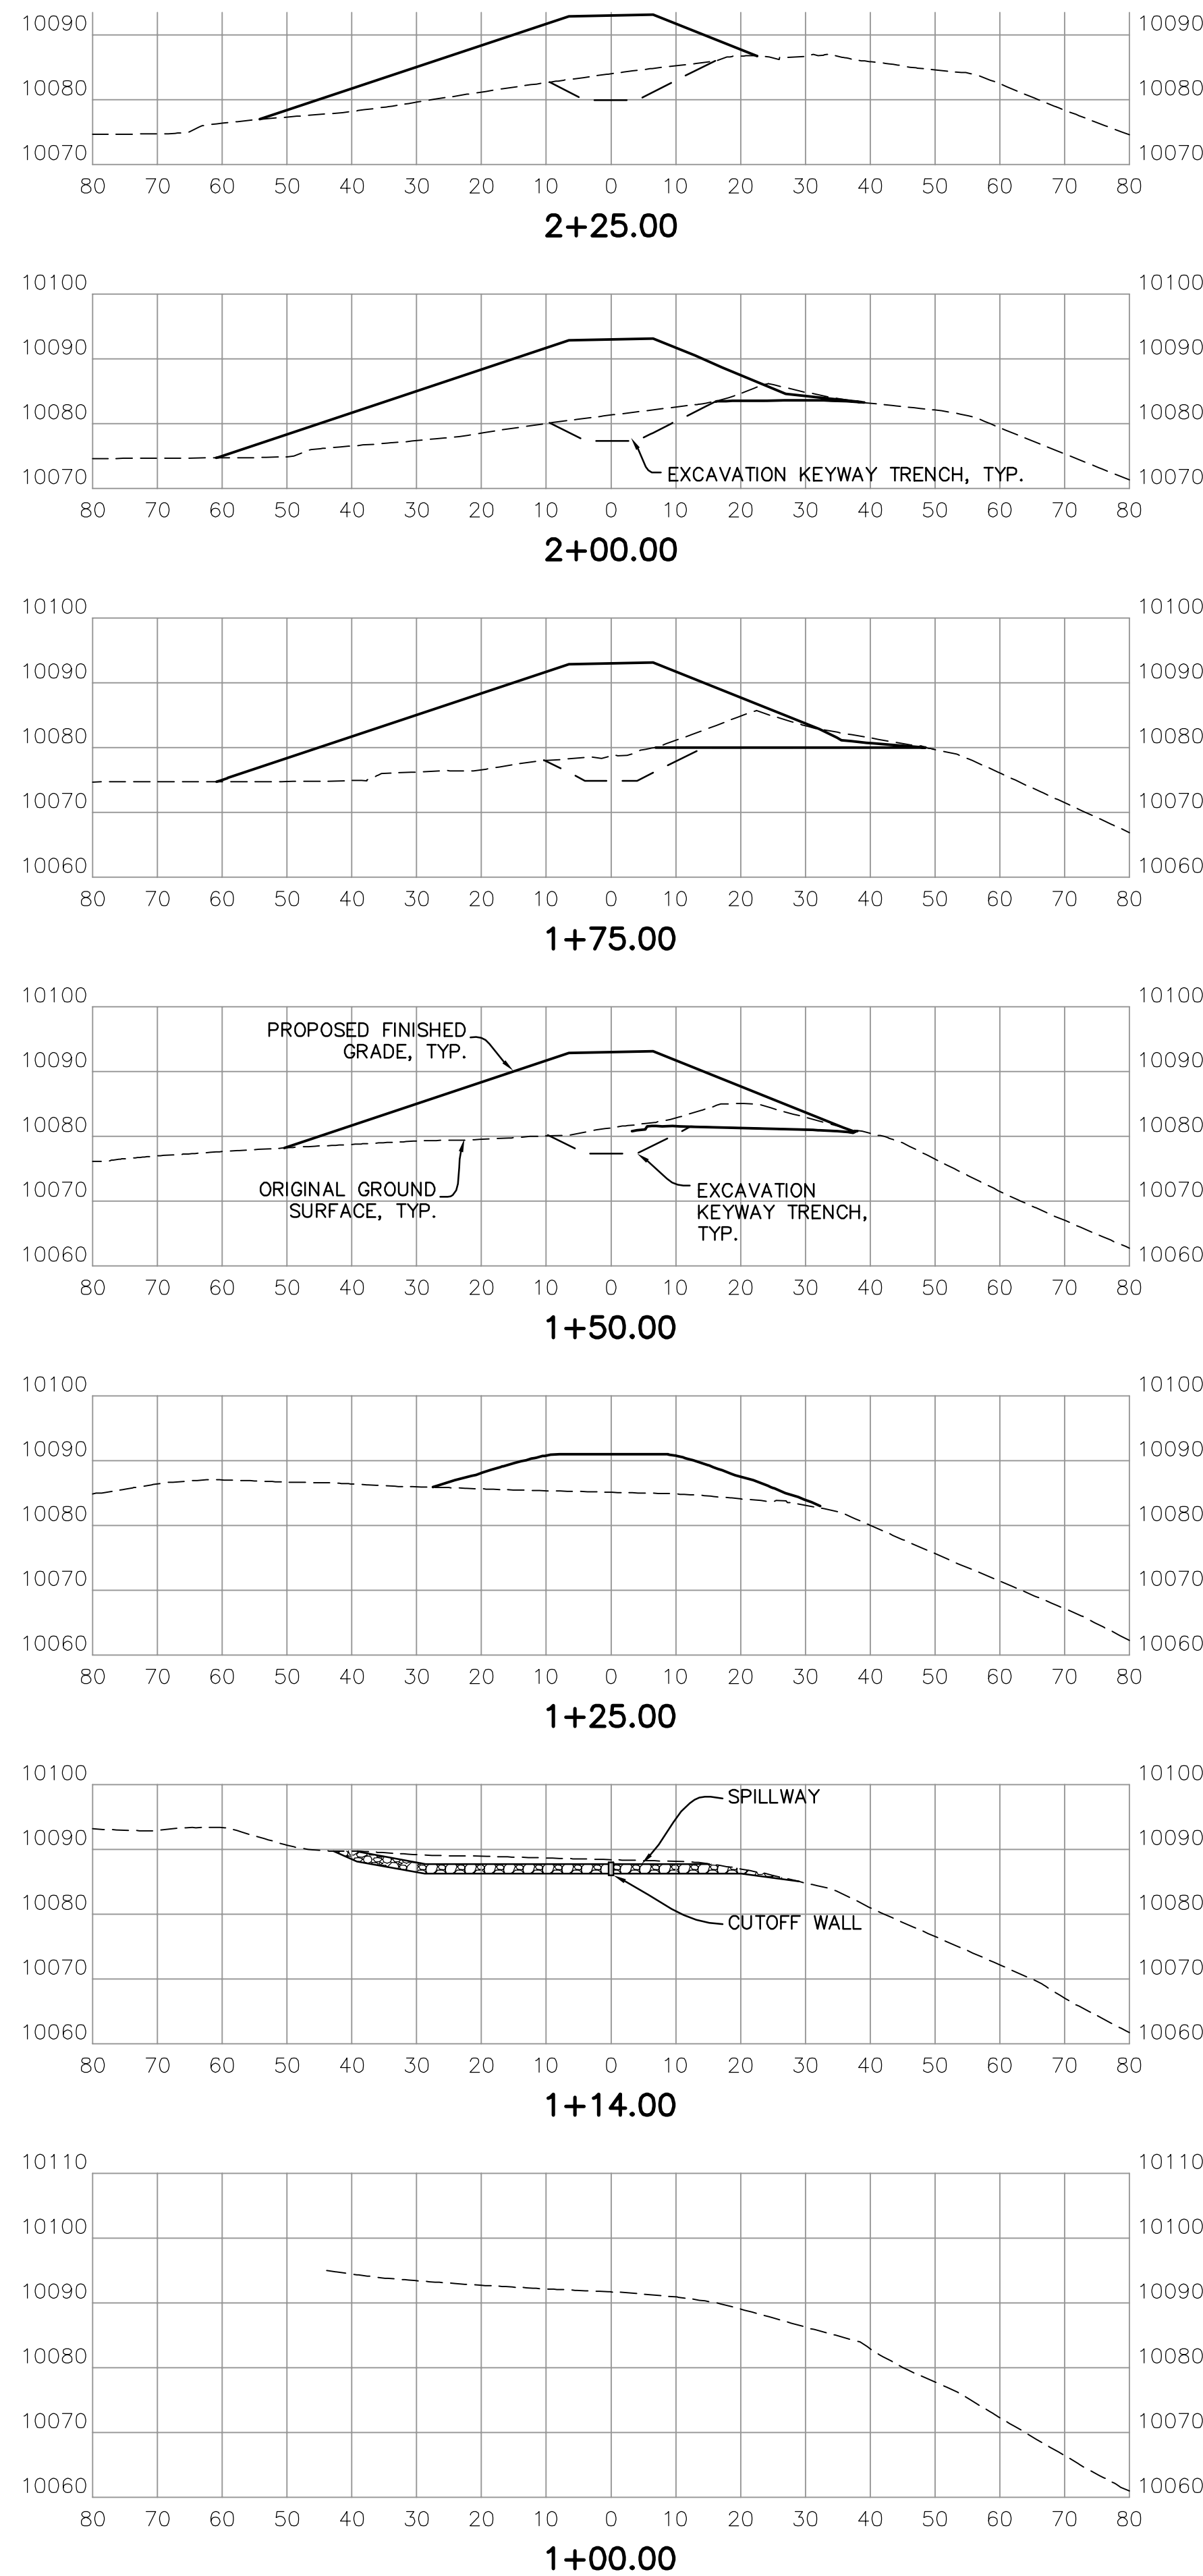 10090 10090
10080 10080
10070 10070
80 70 60 50 40 30 20 10 0 10 20 30 40 50 60 70 80
2+25.00
10100 10100
10090 10090
10080 10080
10070 10070
EXCAVATION KEYWAY TRENCH, TYP.
80 70 60 50 40 30 20 10 0 10 20 30 40 50 60 70 80
2+00.00
10100 10100
10090 10090
10080 10080
10070 10070
10060 10060
80 70 60 50 40 30 20 10 0 10 20 30 40 50 60 70 80
1+75.00
10100 10100
PROPOSED FINISHED
GRADE, TYP.
10090 10090
10080 10080
ORIGINAL GROUND
SURFACE, TYP.
EXCAVATION
KEYWAY TRENCH,
TYP.
10070 10070
10060 10060
80 70 60 50 40 30 20 10 0 10 20 30 40 50 60 70 80
1+50.00
10100 10100
10090 10090
10080 10080
10070 10070
10060 10060
80 70 60 50 40 30 20 10 0 10 20 30 40 50 60 70 80
1+25.00
10100 10100
SPILLWAY
10090 10090
10080 10080
CUTOFF WALL
10070 10070
10060 10060
80 70 60 50 40 30 20 10 0 10 20 30 40 50 60 70 80
1+14.00
10110 10110
10100 10100
10090 10090
10080 10080
10070 10070
10060 10060
80 70 60 50 40 30 20 10 0 10 20 30 40 50 60 70 80
1+00.00